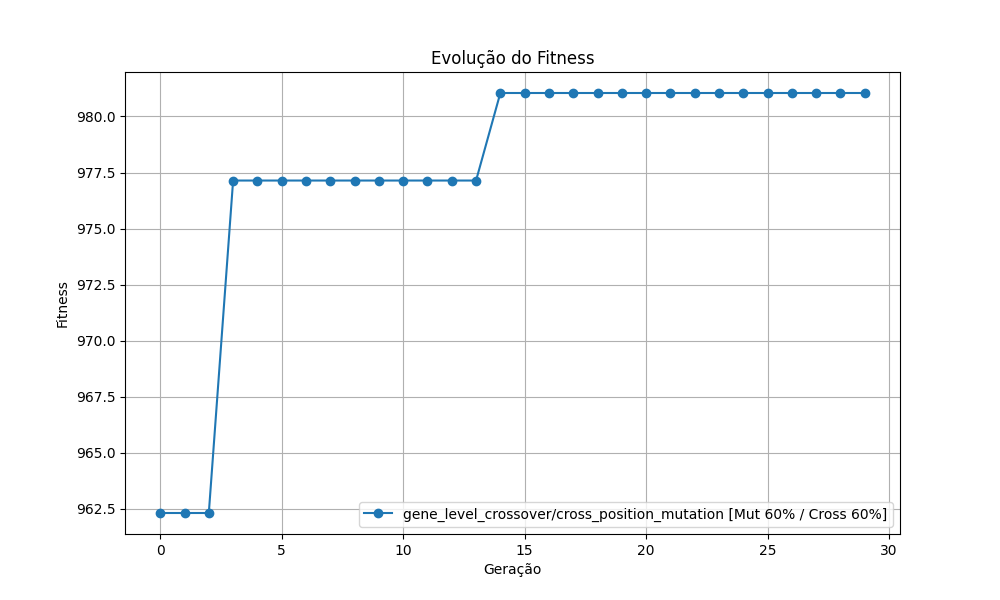 Evolução do Fitness
Fitness
980.0
977.5
975.0
972.5
970.0
967.5
965.0
962.5
gene_level_crossover/cross_position_mutation [Mut 60% / Cross 60%]
0 5 10 15 20 25 30
Geração